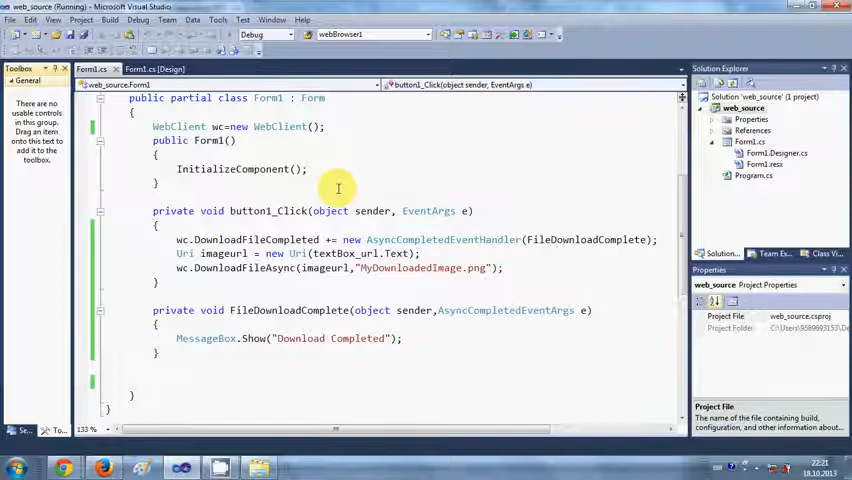 web_source (Running) - Microsoft Visual Studio
File Edit View Project Build Debug Team Data Tools Test Window Help
Debug webBrowser1
Toolbox
General
There are no
usable controls
in this group.
Drag an item
onto this text to
add it to the
toolbox.
Se... To...
Form1.cs Form1.cs [Design]
web_source.Form1 button1_Click(object sender, EventArgs e)
public partial class Form1 : Form
{
WebClient wc=new WebClient();
public Form1()
{
InitializeComponent();
}
private void button1_Click(object sender, EventArgs e)
{
wc.DownloadFileCompleted += new AsyncCompletedEventHandler(FileDownloadComplete);
Uri imageurl = new Uri(textBox_url.Text);
wc.DownloadFileAsync(imageurl,"MyDownloadedImage.png");
}
private void FileDownloadComplete(object sender,AsyncCompletedEventArgs e)
{
MessageBox.Show("Download Completed");
}
}
}
133 %
Solution Explorer
Solution 'web_source' (1 project)
web_source
Properties
References
Form1.cs
Form1.Designer.cs
Form1.resx
Program.cs
Solution... Team Ex... Class Vi...
Properties
web_source Project Properties
Project File web_source.csproj
Project Folder
Project File
The name of the file containing build,
configuration, and other information about...
22:21
18.10.2013